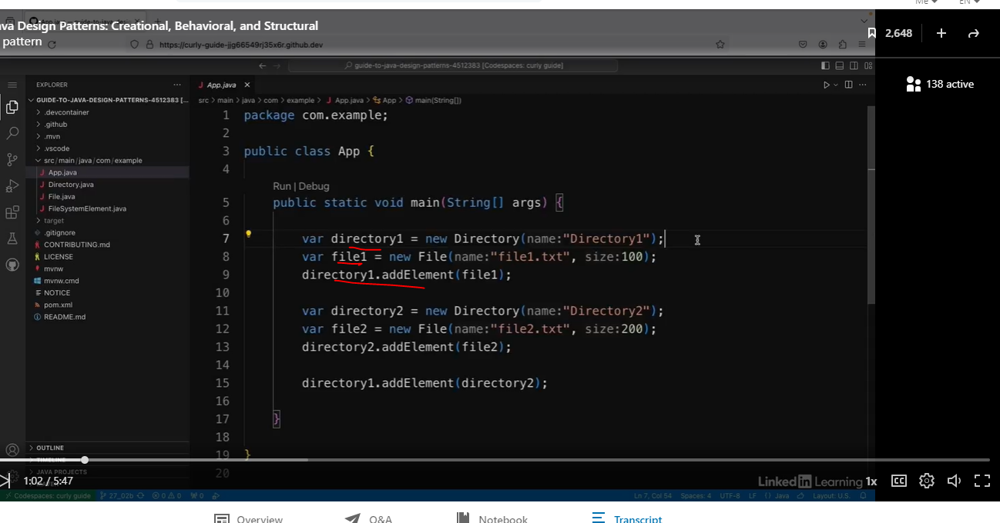 Me EN
va Design Patterns: Creational, Behavioral, and Structural
pattern
2,648
https://curly-guide-jjg66549rj35x6r.github.dev
guide-to-java-design-patterns-4512383 [Codespaces: curly guide]
138 active
EXPLORER ...
App.java
GUIDE-TO-JAVA-DESIGN-PATTERNS-4512383 [...
src > main > java > com > example > App.java > App > main(String[])
.devcontainer
.github
.mvn
.vscode
src/main/java/com/example
App.java
Directory.java
File.java
FileSystemElement.java
target
.gitignore
CONTRIBUTING.md
LICENSE
mvnw
mvnw.cmd
NOTICE
pom.xml
README.md
1 package com.example;
2
3 public class App {
4
Run | Debug
5 public static void main(String[] args) {
6
7 var directory1 = new Directory(name:"Directory1");
8 var file1 = new File(name:"file1.txt", size:100);
9 directory1.addElement(file1);
10
11 var directory2 = new Directory(name:"Directory2");
12 var file2 = new File(name:"file2.txt", size:200);
13 directory2.addElement(file2);
14
15 directory1.addElement(directory2);
16
17 }
18
19 }
20
OUTLINE
TIMELINE
JAVA PROJECTS
1:02 / 5:47
LinkedIn Learning 1x
CC
Codespaces: curly guide 27_02b 0 0 0
Ln 7, Col 54 Spaces: 4 UTF-8 LF {} Java Layout: U.S.
Overview Q&A Notebook Transcript